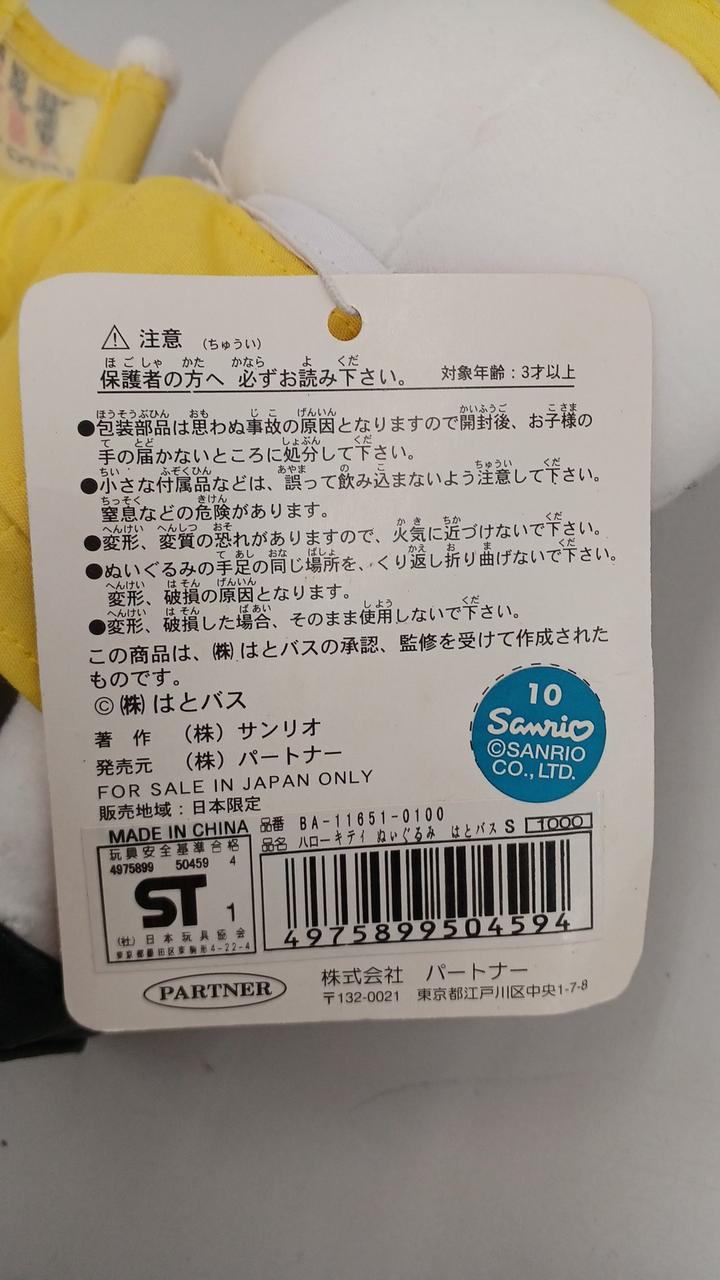 注意 （ちゅうい）
保護者の方へ 必ずお読み下さい。 対象年齢：3才以上
●包装部品は思わぬ事故の原因となりますので開封後、お子様の
手の届かないところに処分して下さい。
●小さな付属品などは、誤って飲み込まないよう注意して下さい。
窒息などの危険があります。
●変形、変質の恐れがありますので、火気に近づけないで下さい。
●ぬいぐるみの手足の同じ場所を、くり返し折り曲げないで下さい。
変形、破損の原因となります。
●変形、破損した場合、そのまま使用しないで下さい。
この商品は、㈱はとバスの承認、監修を受けて作成された
ものです。
©㈱はとバス
著 作 （株）サンリオ
発売元 （株）パートナー
FOR SALE IN JAPAN ONLY
販売地域：日本限定
MADE IN CHINA
10
Sanrio
©SANRIO
CO., LTD.
品番 BA-11651-0100
品名 ハローキティ ぬいぐるみ はとバス S 1000
玩具安全基準合格
4975899 50459 4
ST 1
（社）日本玩具協会
東京都墨田区東駒形4-22-4
4975899504594
PARTNER
株式会社 パートナー
〒132-0021 東京都江戸川区中央1-7-8